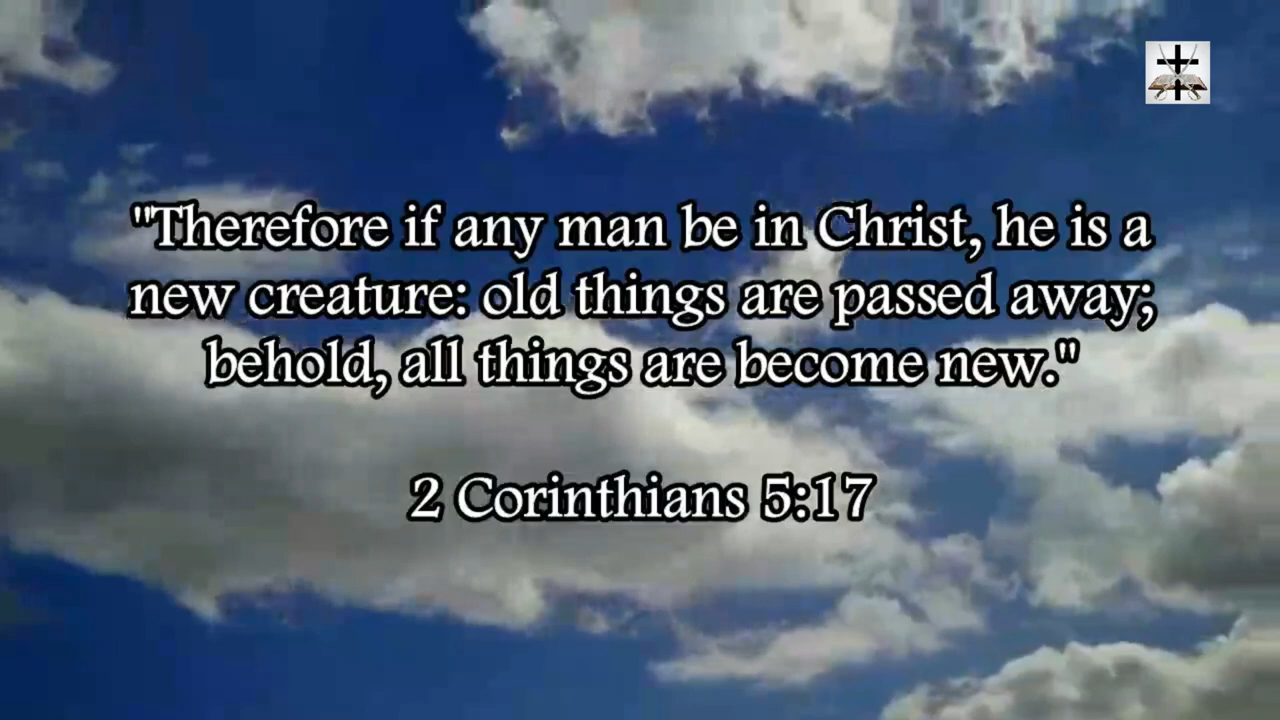 "Therefore if any man be in Christ, he is a
new creature: old things are passed away;
behold, all things are become new."
2 Corinthians 5:17